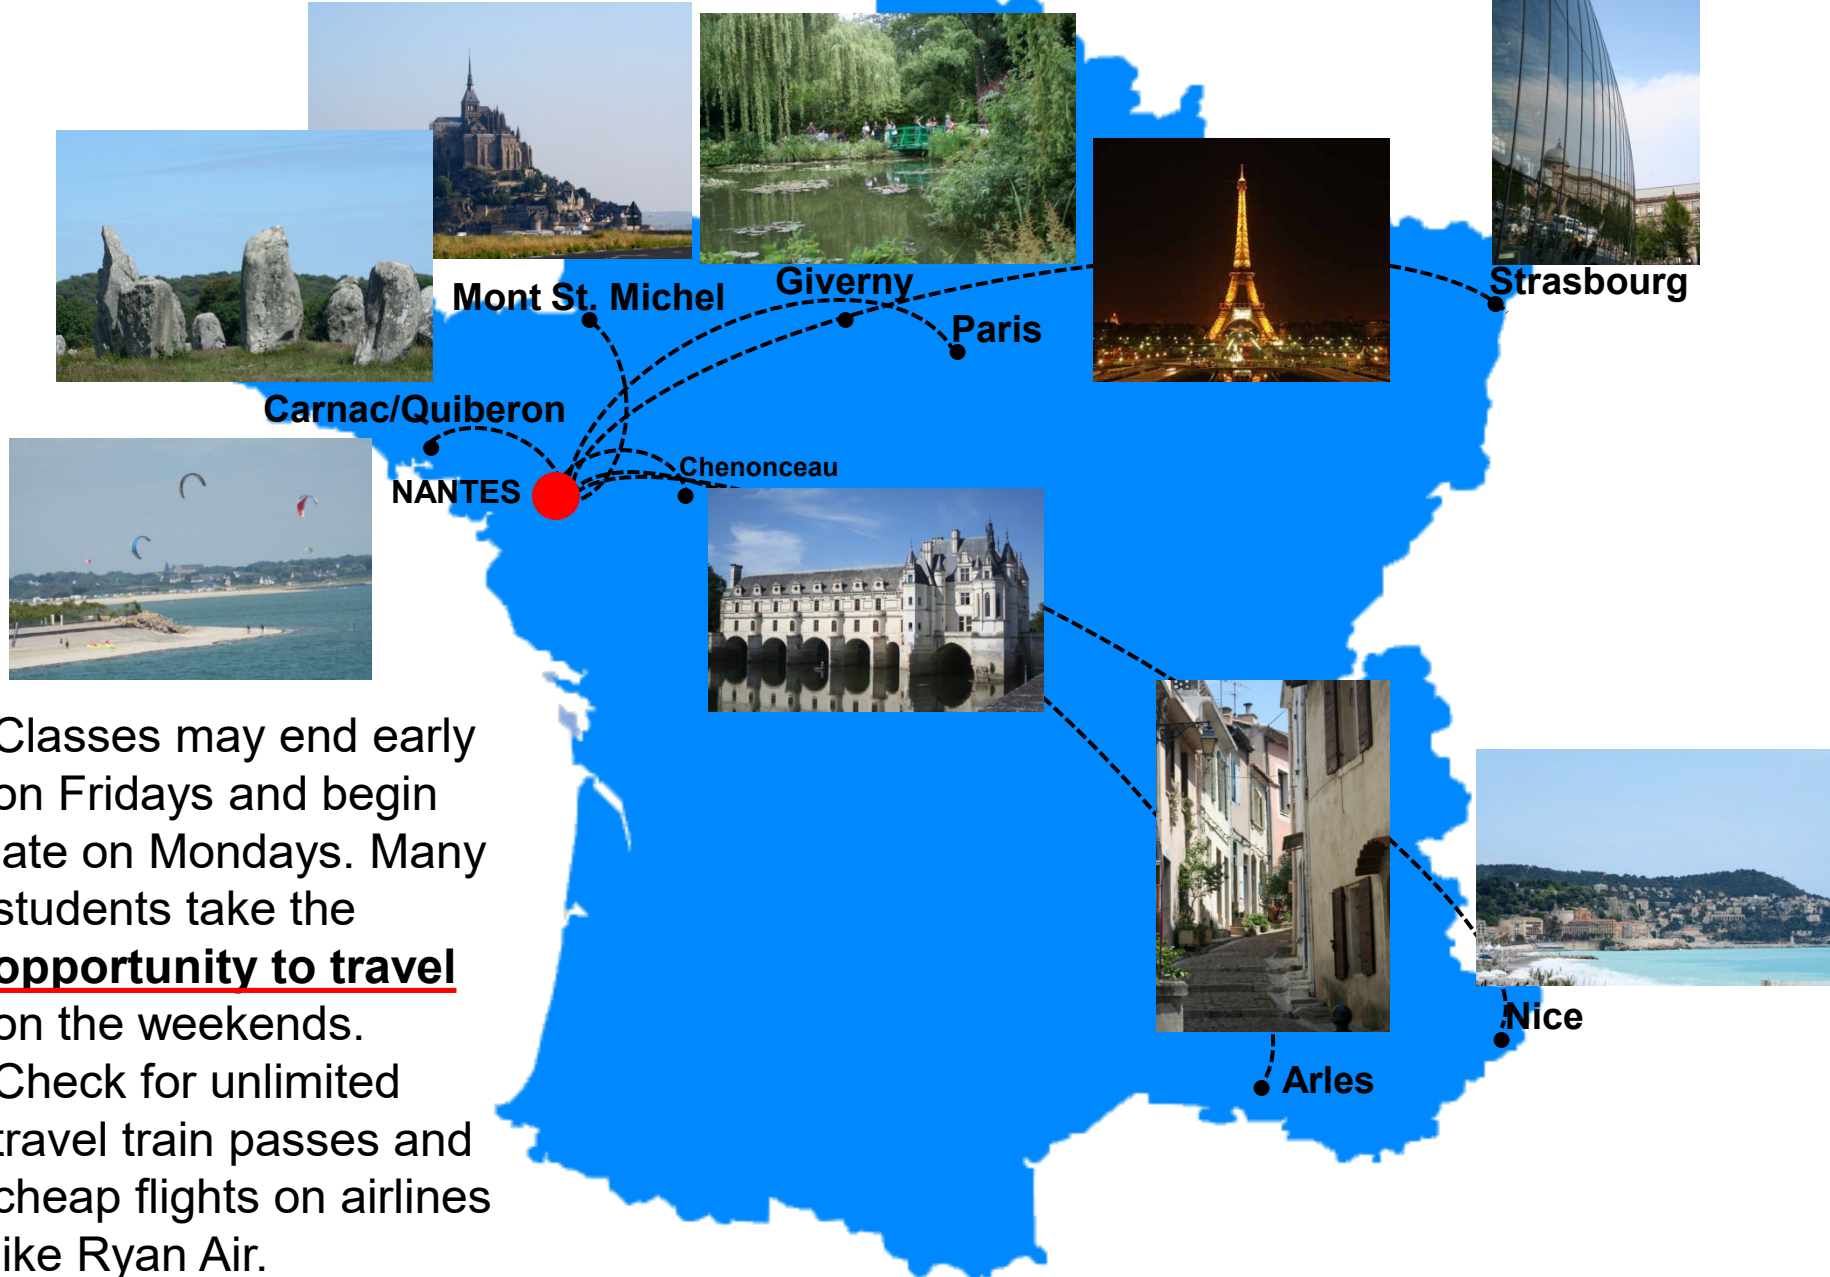 Mont St. Michel
Giverny
Strasbourg
Paris
Carnac/Quiberon
Chenonceau
NANTES
Classes may end early
on Fridays and begin
late on Mondays. Many
students take the
opportunity to travel
on the weekends.
Check for unlimited
travel train passes and
cheap flights on airlines
like Ryan Air.
Nice
Arles